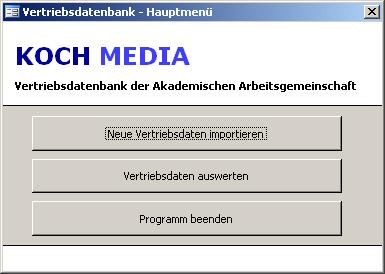 Vertriebsdatenbank - Hauptmenü
KOCH MEDIA
Vertriebsdatenbank der Akademischen Arbeitsgemeinschaft
Neue Vertriebsdaten importieren
Vertriebsdaten auswerten
Programm beenden